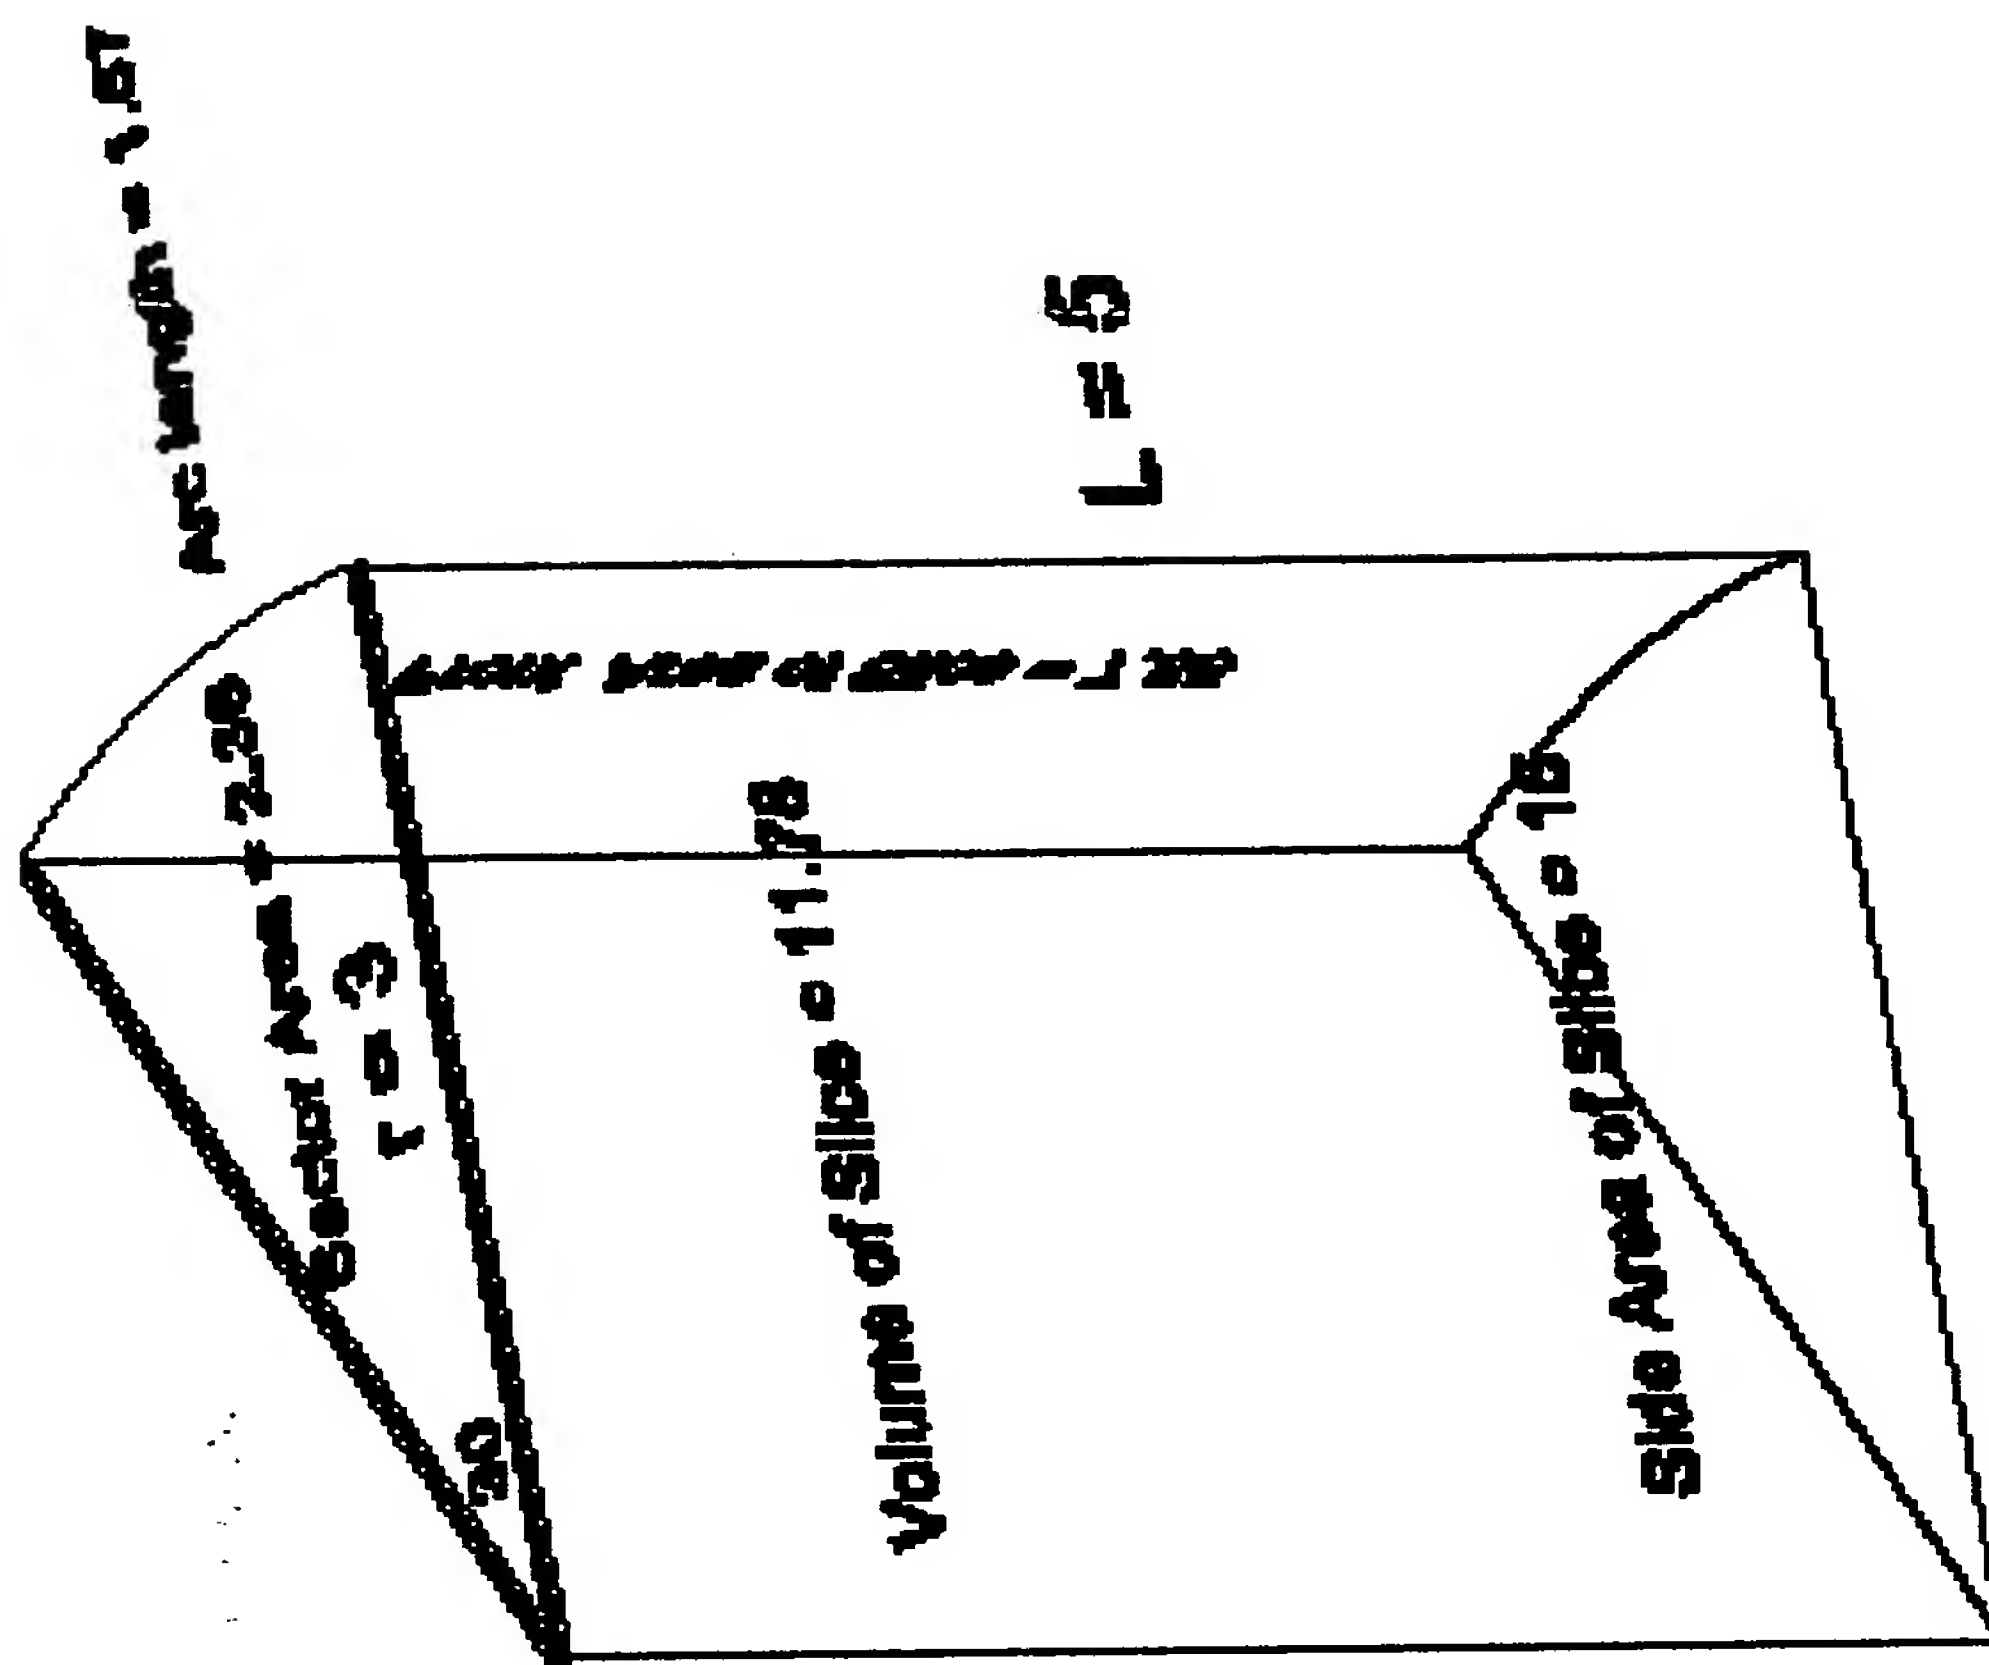 Arc Length = 1.57
Sector Area = 2.36
r = 3
30
L = 5
Volume of Slice = 11.78
Side Area of Slice = 15